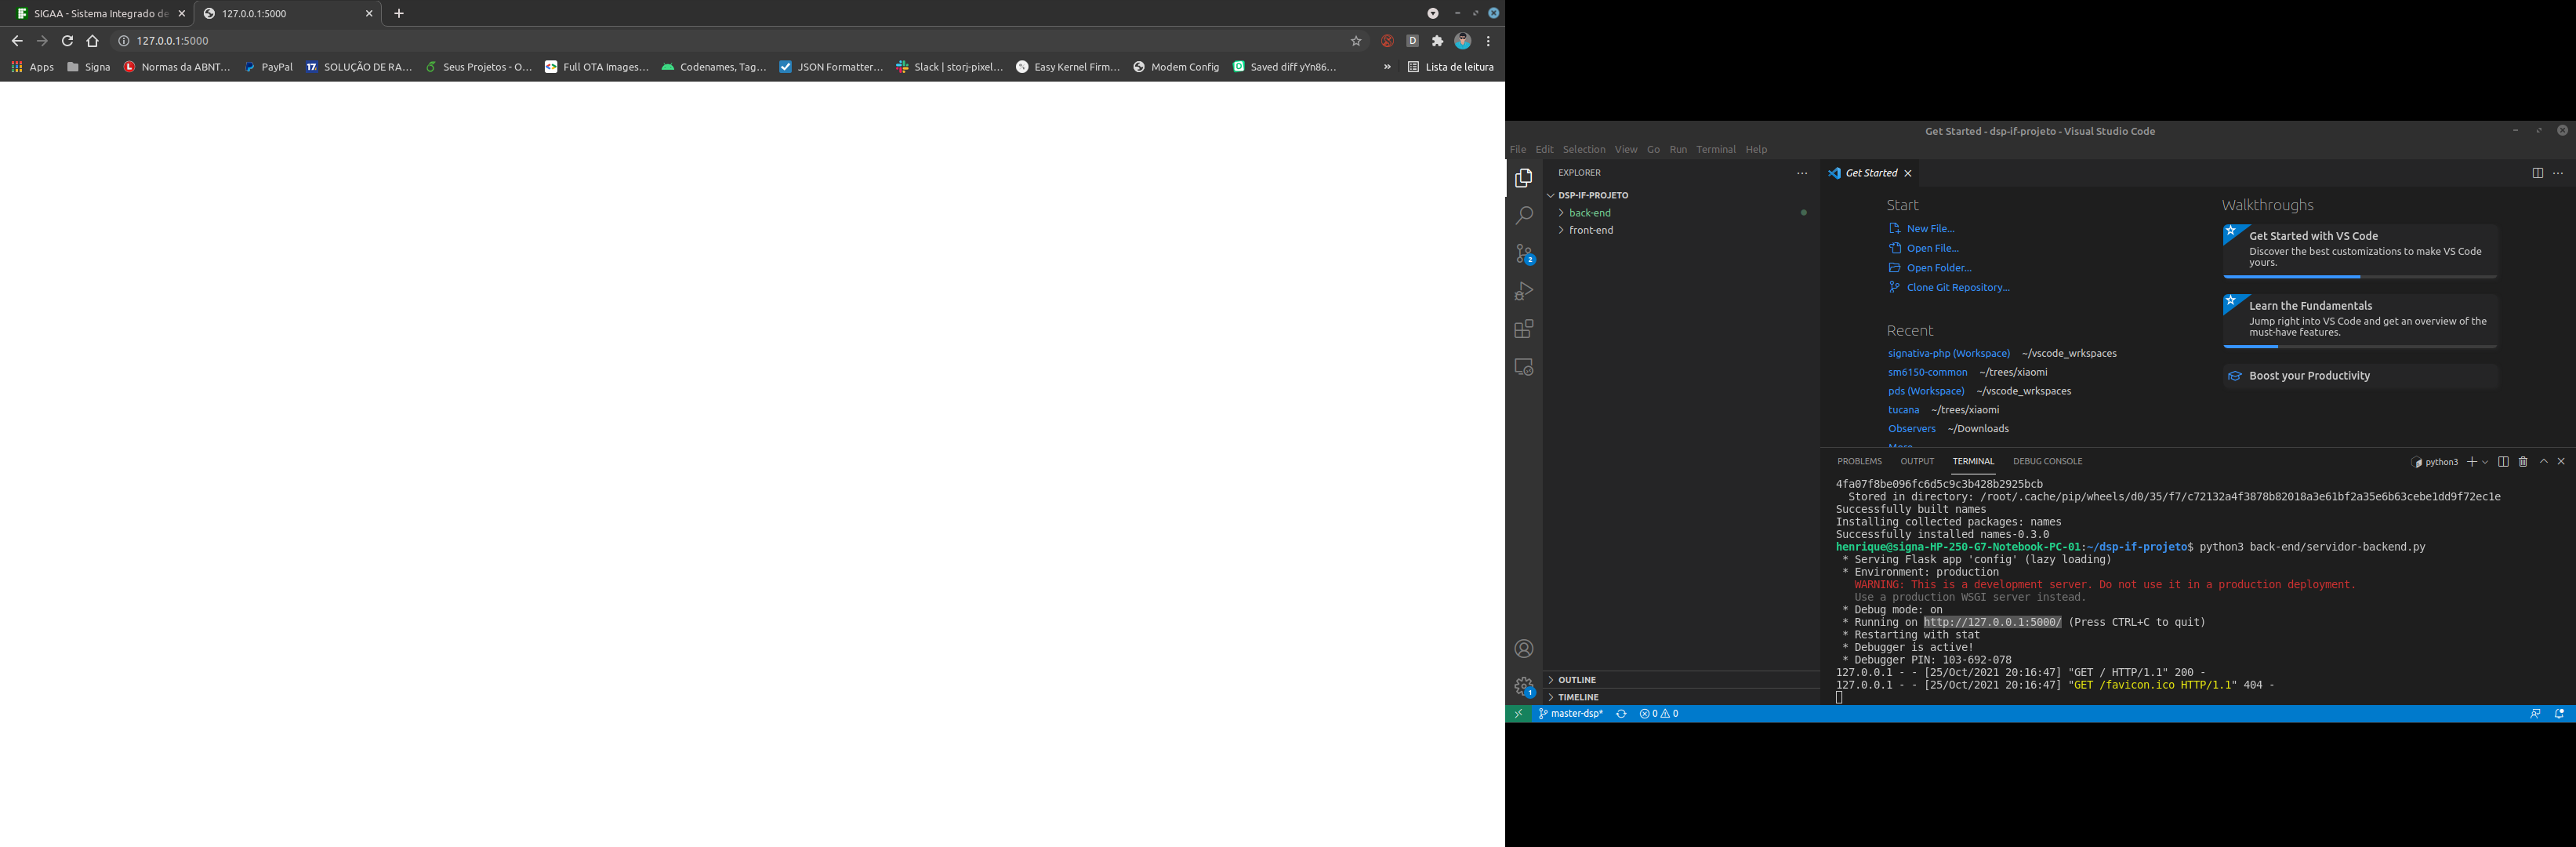 SIGAA - Sistema Integrado de
127.0.0.1:5000
127.0.0.1:5000
Apps
Signa
Normas da ABNT…
PayPal
SOLUÇÃO DE RA…
Seus Projetos - O…
Full OTA Images…
Codenames, Tag…
JSON Formatter…
Slack | storj-pixel…
Easy Kernel Firm…
Modem Config
Saved diff yYn86…
»
Lista de leitura
Get Started - dsp-if-projeto - Visual Studio Code
File Edit Selection View Go Run Terminal Help
EXPLORER
DSP-IF-PROJETO
back-end
front-end
OUTLINE
TIMELINE
2
1
Get Started
Start
New File...
Open File...
Open Folder...
Clone Git Repository...
Recent
signativa-php (Workspace) ~/vscode_wrkspaces
sm6150-common ~/trees/xiaomi
pds (Workspace) ~/vscode_wrkspaces
tucana ~/trees/xiaomi
Observers ~/Downloads
Walkthroughs
Get Started with VS Code
Discover the best customizations to make VS Code
yours.
Learn the Fundamentals
Jump right into VS Code and get an overview of the
must-have features.
Boost your Productivity
PROBLEMS OUTPUT TERMINAL DEBUG CONSOLE
python3
4fa07f8be096fc6d5c9c3b428b2925bcb
Stored in directory: /root/.cache/pip/wheels/d0/35/f7/c72132a4f3878b82018a3e61bf2a35e6b63cebe1dd9f72ec1e
Successfully built names
Installing collected packages: names
Successfully installed names-0.3.0
henrique@signa-HP-250-G7-Notebook-PC-01:~/dsp-if-projeto$ python3 back-end/servidor-backend.py
* Serving Flask app 'config' (lazy loading)
* Environment: production
WARNING: This is a development server. Do not use it in a production deployment.
Use a production WSGI server instead.
* Debug mode: on
* Running on http://127.0.0.1:5000/ (Press CTRL+C to quit)
* Restarting with stat
* Debugger is active!
* Debugger PIN: 103-692-078
127.0.0.1 - - [25/Oct/2021 20:16:47] "GET / HTTP/1.1" 200 -
127.0.0.1 - - [25/Oct/2021 20:16:47] "GET /favicon.ico HTTP/1.1" 404 -
master-dsp* 0 0